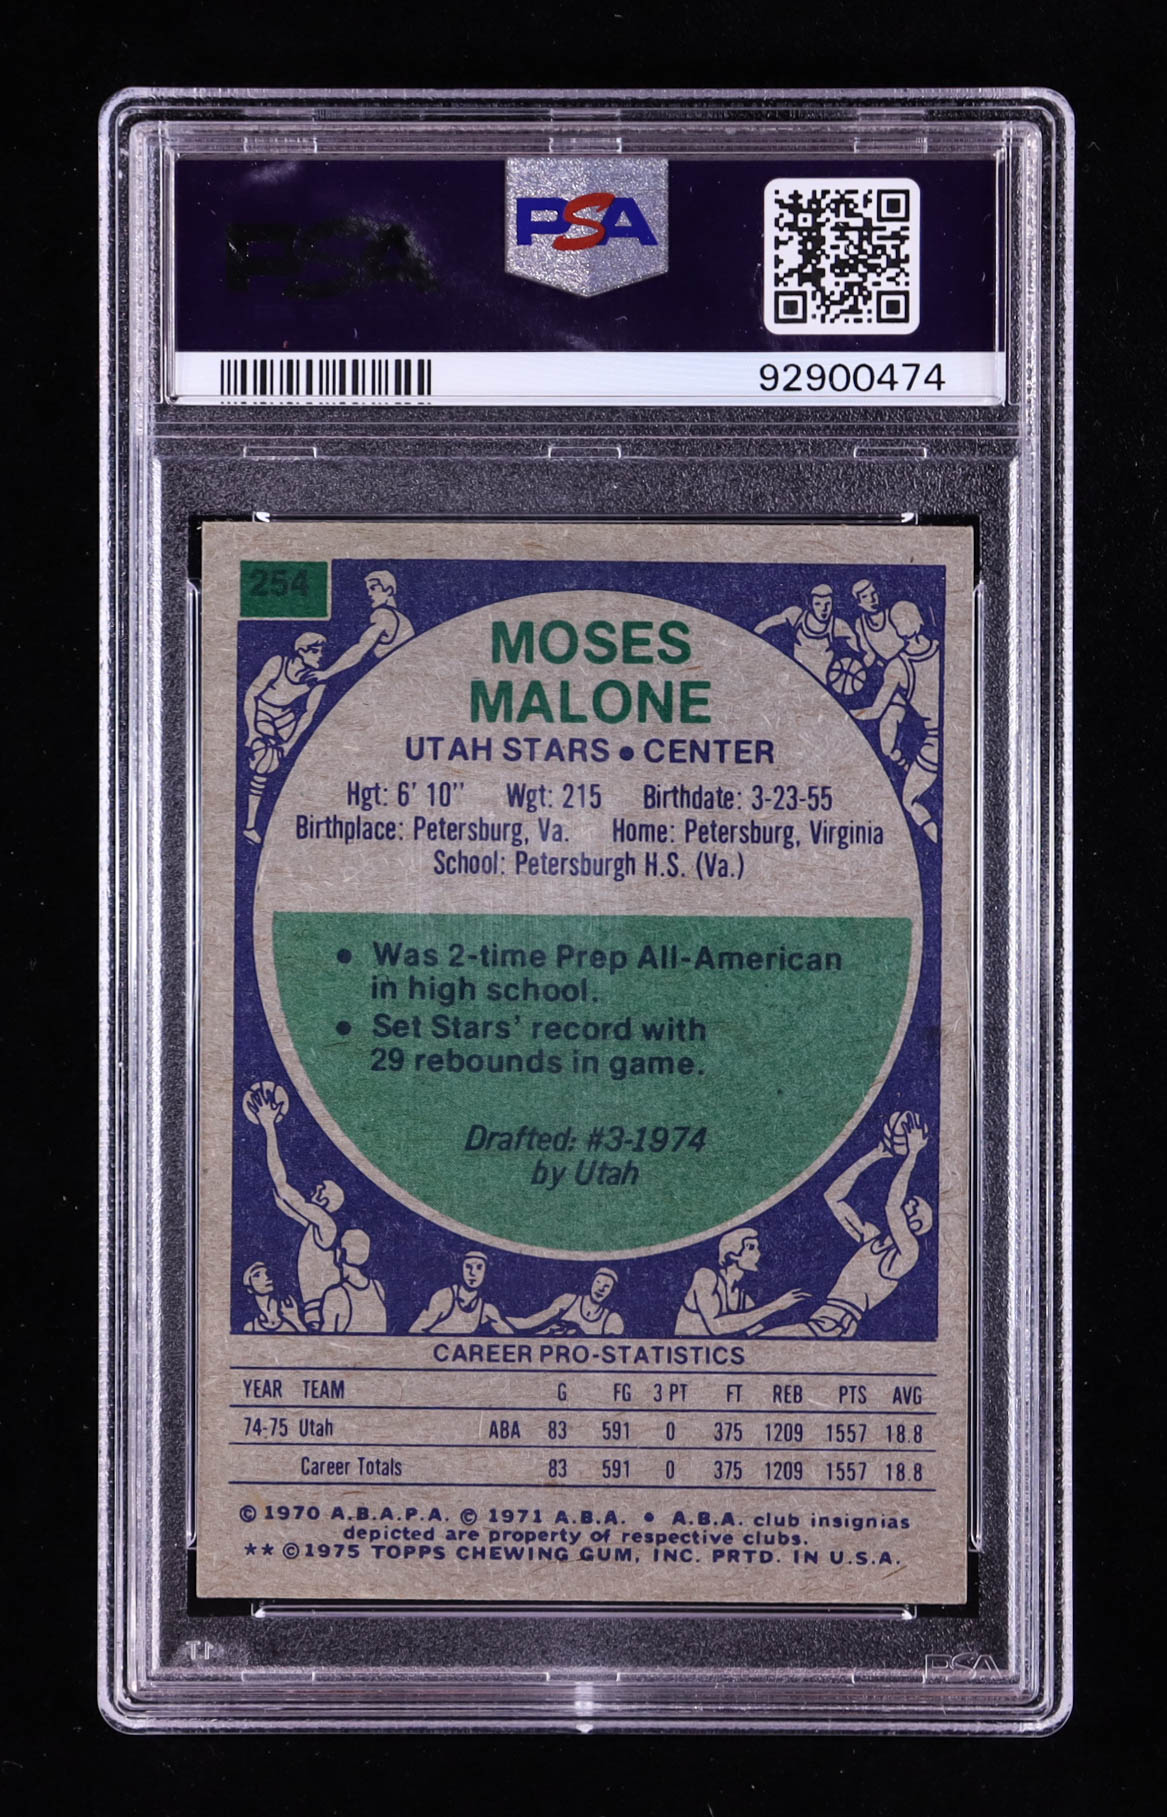 PSA
PSA
92900474
254
MOSES
MALONE
UTAH STARS • CENTER
Hgt: 6' 10" Wgt: 215 Birthdate: 3-23-55
Birthplace: Petersburg, Va. Home: Petersburg, Virginia
School: Petersburgh H.S. (Va.)
• Was 2-time Prep All-American
in high school.
• Set Stars' record with
29 rebounds in game.
Drafted: #3-1974
by Utah
CAREER PRO-STATISTICS
YEAR TEAM G FG 3 PT FT REB PTS AVG
74-75 Utah ABA 83 591 0 375 1209 1557 18.8
Career Totals 83 591 0 375 1209 1557 18.8
© 1970 A.B.A.P.A. © 1971 A.B.A. • A.B.A. club insignias
depicted are property of respective clubs.
** © 1975 TOPPS CHEWING GUM, INC. PRTD. IN U.S.A.
PSA